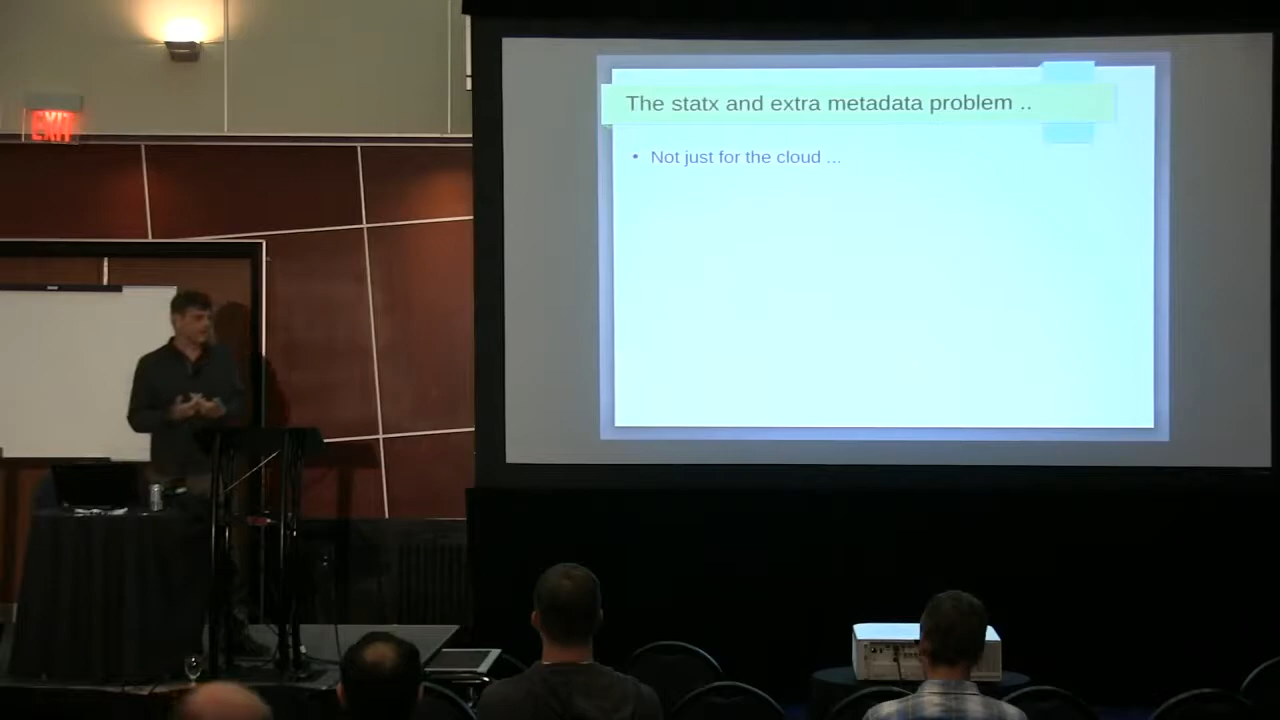 EXIT
The statx and extra metadata problem ..
• Not just for the cloud ...